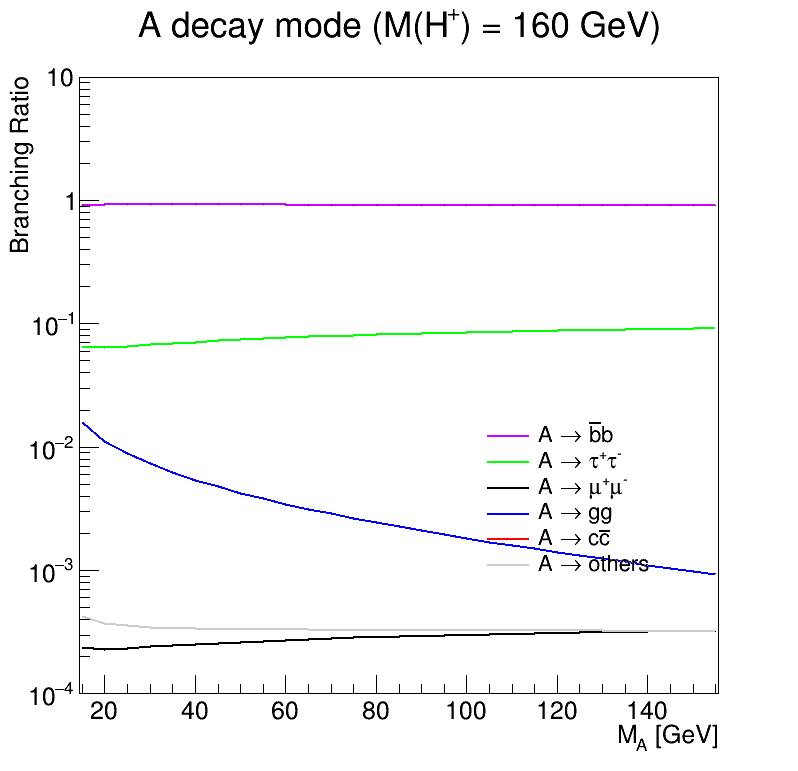 A decay mode (M(H⁺) = 160 GeV)
Branching Ratio
10
1
10⁻¹
10⁻²
10⁻³
10⁻⁴
A → b̅b
A → τ⁺τ⁻
A → μ⁺μ⁻
A → gg
A → cc̅
A → others
20 40 60 80 100 120 140
M_A [GeV]